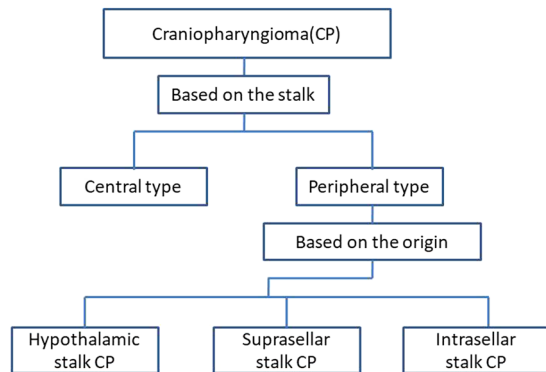 Craniopharyngioma(CP)
Based on the stalk
Central type
Peripheral type
Based on the origin
Hypothalamic
stalk CP
Suprasellar
stalk CP
Intrasellar
stalk CP